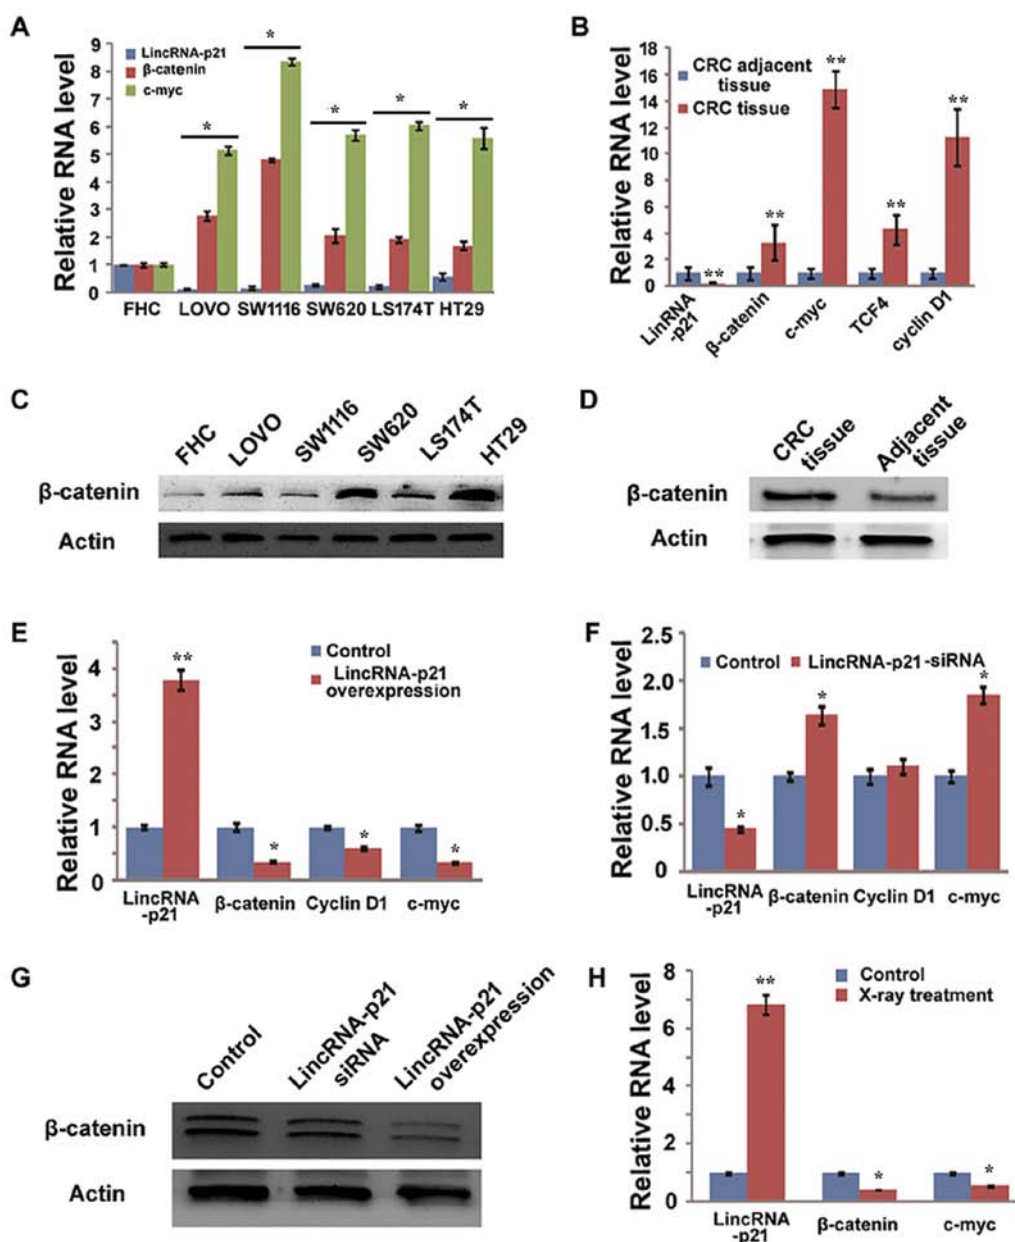 A
Relative RNA level
9
8
7
6
5
4
3
2
1
0
LincRNA-p21
β-catenin
c-myc
*
*
*
*
*
FHC LOVO SW1116 SW620 LS174T HT29
B
Relative RNA level
18
16
14
12
10
8
6
4
2
0
CRC adjacent
tissue
CRC tissue
**
**
**
**
**
LinRNA
-p21
β-catenin
c-myc
TCF4
cyclin D1
C
FHC
LOVO
SW1116
SW620
LS174T
HT29
β-catenin
Actin
D
CRC
tissue
Adjacent
tissue
β-catenin
Actin
E
Relative RNA level
4
3
2
1
0
Control
LincRNA-p21
overexpression
**
*
*
*
LincRNA
-p21
β-catenin Cyclin D1 c-myc
F
Relative RNA level
2.5
2.0
1.5
1.0
0.5
0
Control LincRNA-p21-siRNA
*
*
*
LincRNA
-p21
β-catenin Cyclin D1 c-myc
G
Control
LincRNA-p21
siRNA
LincRNA-p21
overexpression
β-catenin
Actin
H
Relative RNA level
8
6
4
2
0
Control
X-ray treatment
**
*
*
LincRNA
-p21
β-catenin
c-myc